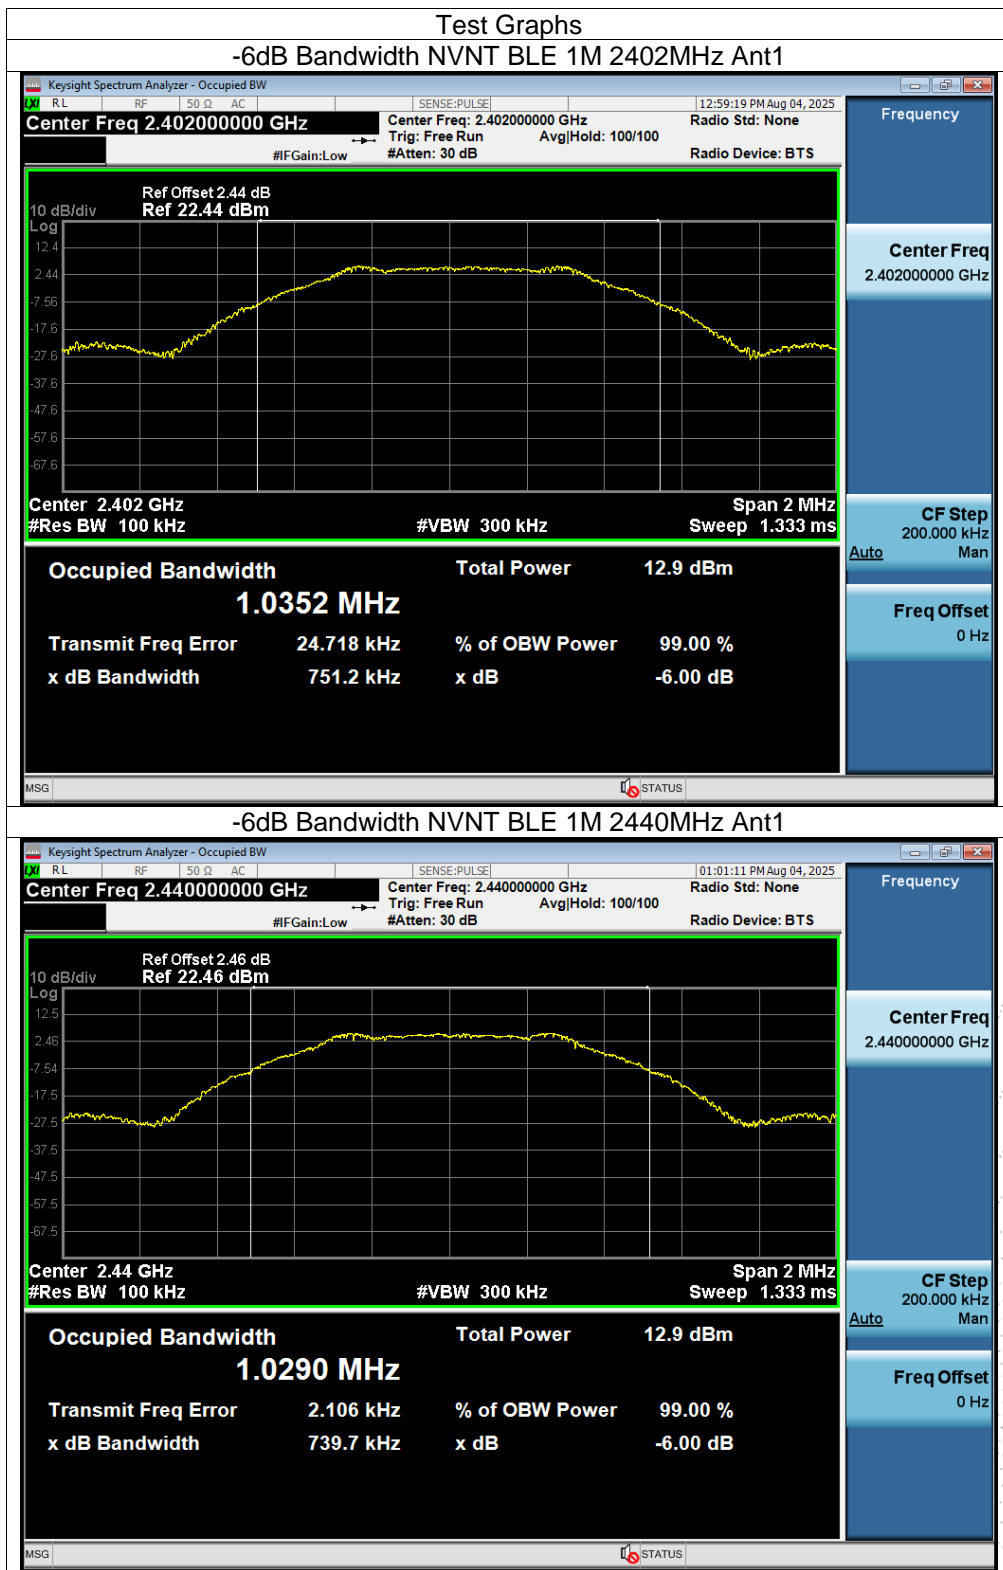 Test Graphs
-6dB Bandwidth NVNT BLE 1M 2402MHz Ant1
Keysight Spectrum Analyzer - Occupied BW
LXI RL RF 50 Ω AC SENSE:PULSE 12:59:19 PM Aug 04, 2025
Center Freq 2.402000000 GHz Center Freq: 2.402000000 GHz Radio Std: None
Trig: Free Run Avg|Hold: 100/100
#IFGain:Low #Atten: 30 dB Radio Device: BTS
Frequency
Ref Offset 2.44 dB
10 dB/div Ref 22.44 dBm
Log
12.4
2.44
-7.56
-17.6
-27.6
-37.6
-47.6
-57.6
-67.6
Center Freq
2.402000000 GHz
Center 2.402 GHz Span 2 MHz
#Res BW 100 kHz #VBW 300 kHz Sweep 1.333 ms
CF Step
200.000 kHz
Auto Man
Occupied Bandwidth Total Power 12.9 dBm
1.0352 MHz
Transmit Freq Error 24.718 kHz % of OBW Power 99.00 %
x dB Bandwidth 751.2 kHz x dB -6.00 dB
Freq Offset
0 Hz
MSG STATUS
-6dB Bandwidth NVNT BLE 1M 2440MHz Ant1
Keysight Spectrum Analyzer - Occupied BW
LXI RL RF 50 Ω AC SENSE:PULSE 01:01:11 PM Aug 04, 2025
Center Freq 2.440000000 GHz Center Freq: 2.440000000 GHz Radio Std: None
Trig: Free Run Avg|Hold: 100/100
#IFGain:Low #Atten: 30 dB Radio Device: BTS
Frequency
Ref Offset 2.46 dB
10 dB/div Ref 22.46 dBm
Log
12.5
2.46
-7.54
-17.5
-27.5
-37.5
-47.5
-57.5
-67.5
Center Freq
2.440000000 GHz
Center 2.44 GHz Span 2 MHz
#Res BW 100 kHz #VBW 300 kHz Sweep 1.333 ms
CF Step
200.000 kHz
Auto Man
Occupied Bandwidth Total Power 12.9 dBm
1.0290 MHz
Transmit Freq Error 2.106 kHz % of OBW Power 99.00 %
x dB Bandwidth 739.7 kHz x dB -6.00 dB
Freq Offset
0 Hz
MSG STATUS